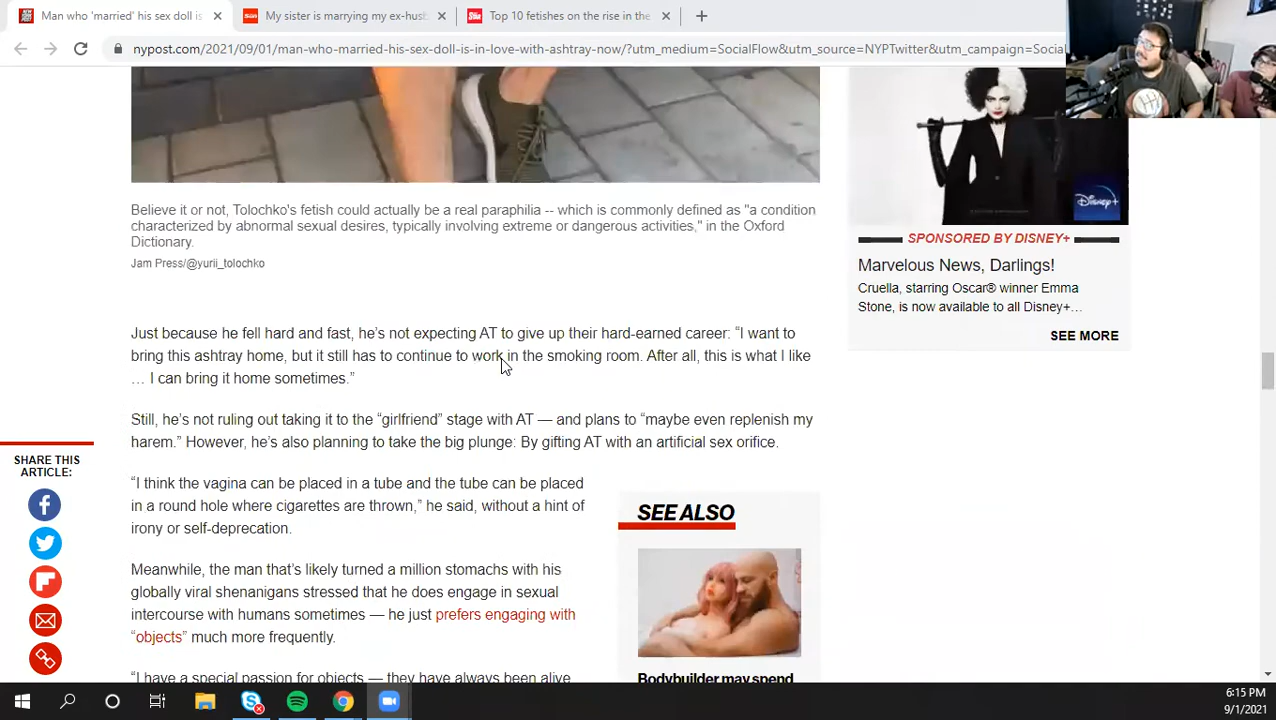 Man who 'married' his sex doll is
My sister is marrying my ex-husb
Top 10 fetishes on the rise in the
nypost.com/2021/09/01/man-who-married-his-sex-doll-is-in-love-with-ashtray-now/?utm_medium=SocialFlow&utm_source=NYPTwitter&utm_campaign=Social
Believe it or not, Tolochko's fetish could actually be a real paraphilia -- which is commonly defined as "a condition
characterized by abnormal sexual desires, typically involving extreme or dangerous activities," in the Oxford
Dictionary.
Jam Press/@yurii_tolochko
Disney+
SPONSORED BY DISNEY+
Marvelous News, Darlings!
Cruella, starring Oscar® winner Emma
Stone, is now available to all Disney+…
SEE MORE
Just because he fell hard and fast, he's not expecting AT to give up their hard-earned career: “I want to
bring this ashtray home, but it still has to continue to work in the smoking room. After all, this is what I like
… I can bring it home sometimes.”
Still, he's not ruling out taking it to the “girlfriend” stage with AT — and plans to “maybe even replenish my
harem.” However, he's also planning to take the big plunge: By gifting AT with an artificial sex orifice.
“I think the vagina can be placed in a tube and the tube can be placed
in a round hole where cigarettes are thrown,” he said, without a hint of
irony or self-deprecation.
Meanwhile, the man that's likely turned a million stomachs with his
globally viral shenanigans stressed that he does engage in sexual
intercourse with humans sometimes — he just prefers engaging with
“objects” much more frequently.
“I have a special passion for objects — they have always been alive
SHARE THIS
ARTICLE:
SEE ALSO
Bodybuilder may spend
6:15 PM
9/1/2021